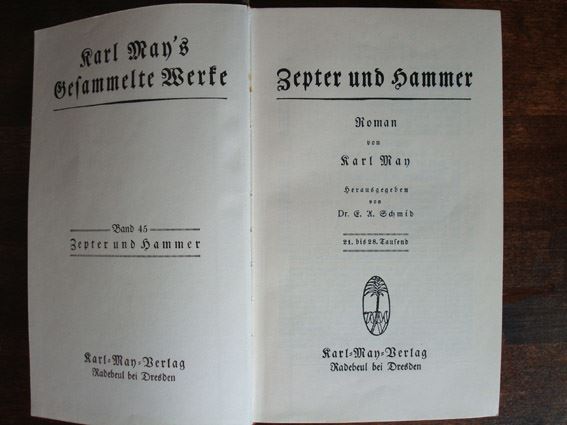 Karl May's
Gesammelte Werke
Band 45
Zepter und Hammer
Karl=May=Verlag
Radebeul bei Dresden
Zepter und Hammer
Roman
von
Karl May
Herausgegeben
von
Dr. E. A. Schmid
21. bis 28. Tausend
Karl=May=Verlag
Radebeul bei Dresden